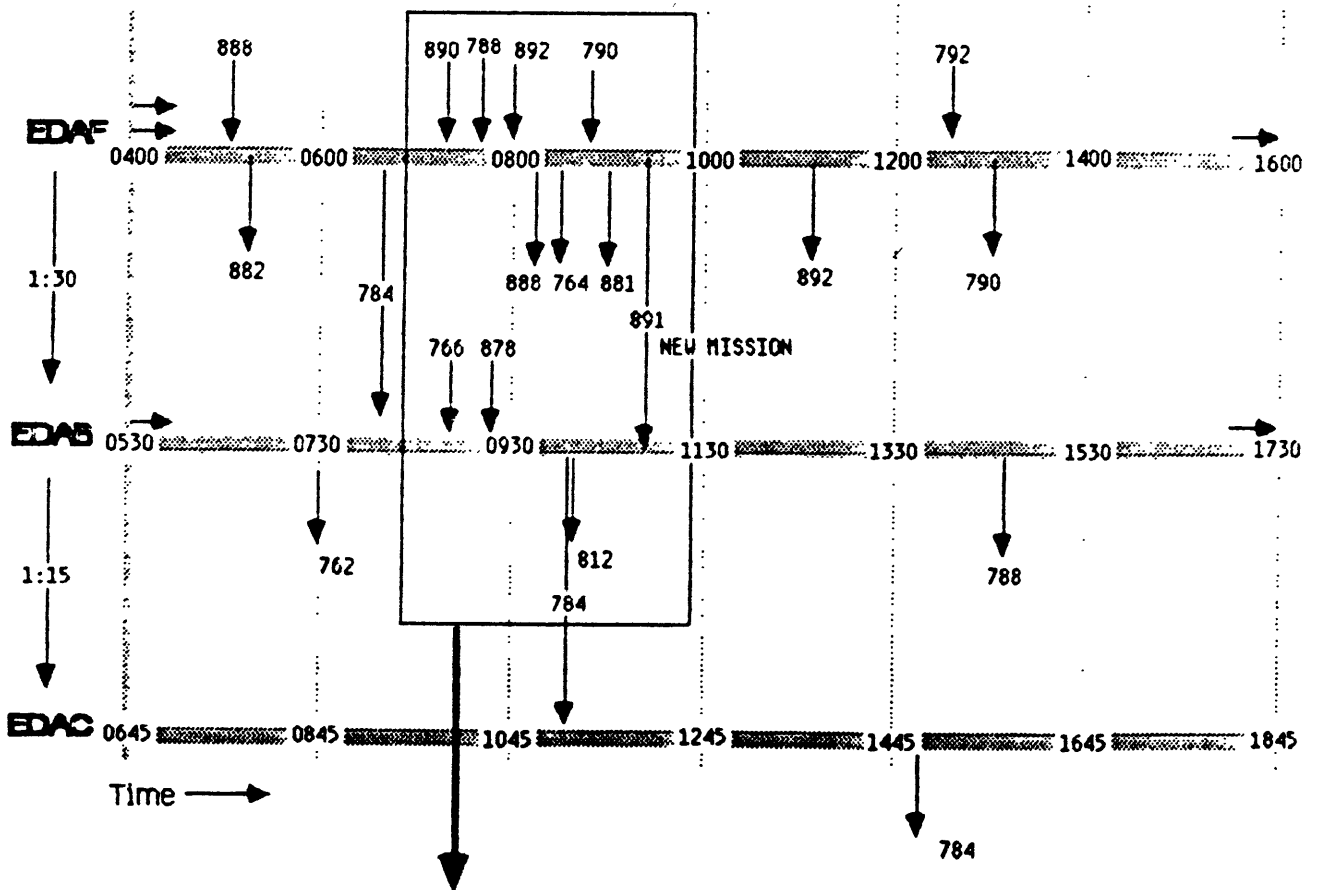 888 890 788 892 790 792
EDAF 0400 0600 0800 1000 1200 1400 1600
882 784 888 764 881 892 790
1:30
891
NEW MISSION
766 878
EDAB 0530 0730 0930 1130 1330 1530 1730
762 812 788
1:15
784
EDAC 0645 0845 1045 1245 1445 1645 1845
Time
784